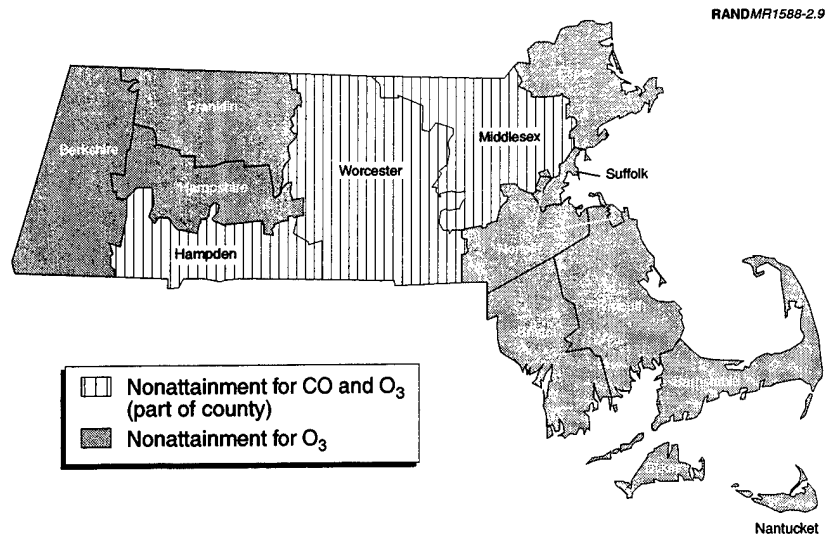 RANDMR1588-2.9
Franklin
Berkshire
Middlesex
Worcester
Suffolk
Hampshire
Hampden
Nonattainment for CO and O3
(part of county)
Nonattainment for O3
Nantucket